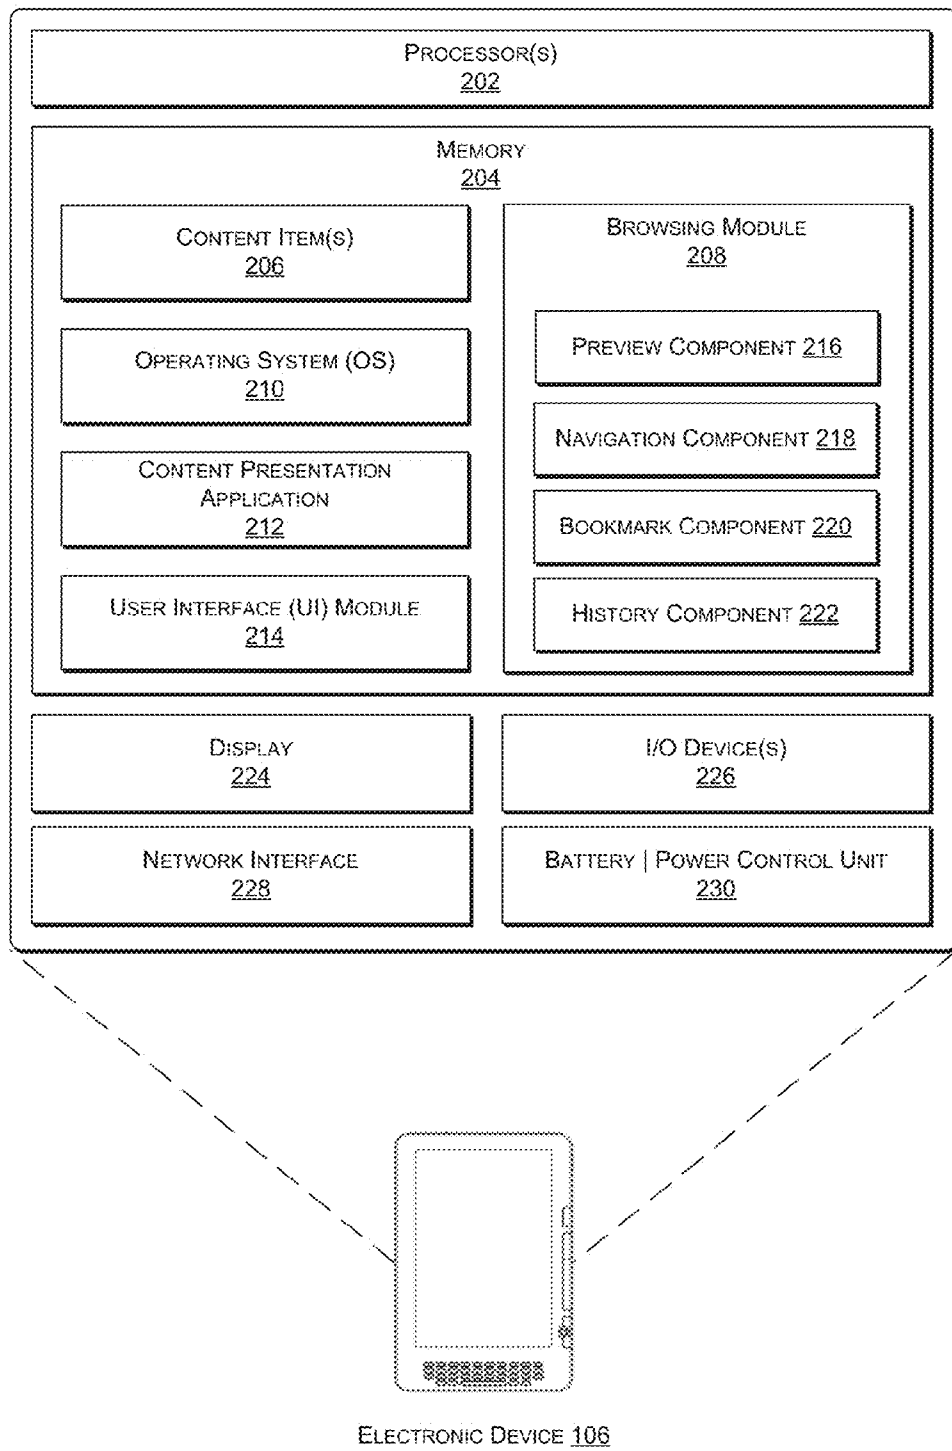 PROCESSOR(S)
202
MEMORY
204
CONTENT ITEM(S)
206
OPERATING SYSTEM (OS)
210
CONTENT PRESENTATION
APPLICATION
212
USER INTERFACE (UI) MODULE
214
BROWSING MODULE
208
PREVIEW COMPONENT 216
NAVIGATION COMPONENT 218
BOOKMARK COMPONENT 220
HISTORY COMPONENT 222
DISPLAY
224
I/O DEVICE(S)
226
NETWORK INTERFACE
228
BATTERY | POWER CONTROL UNIT
230
ELECTRONIC DEVICE 106